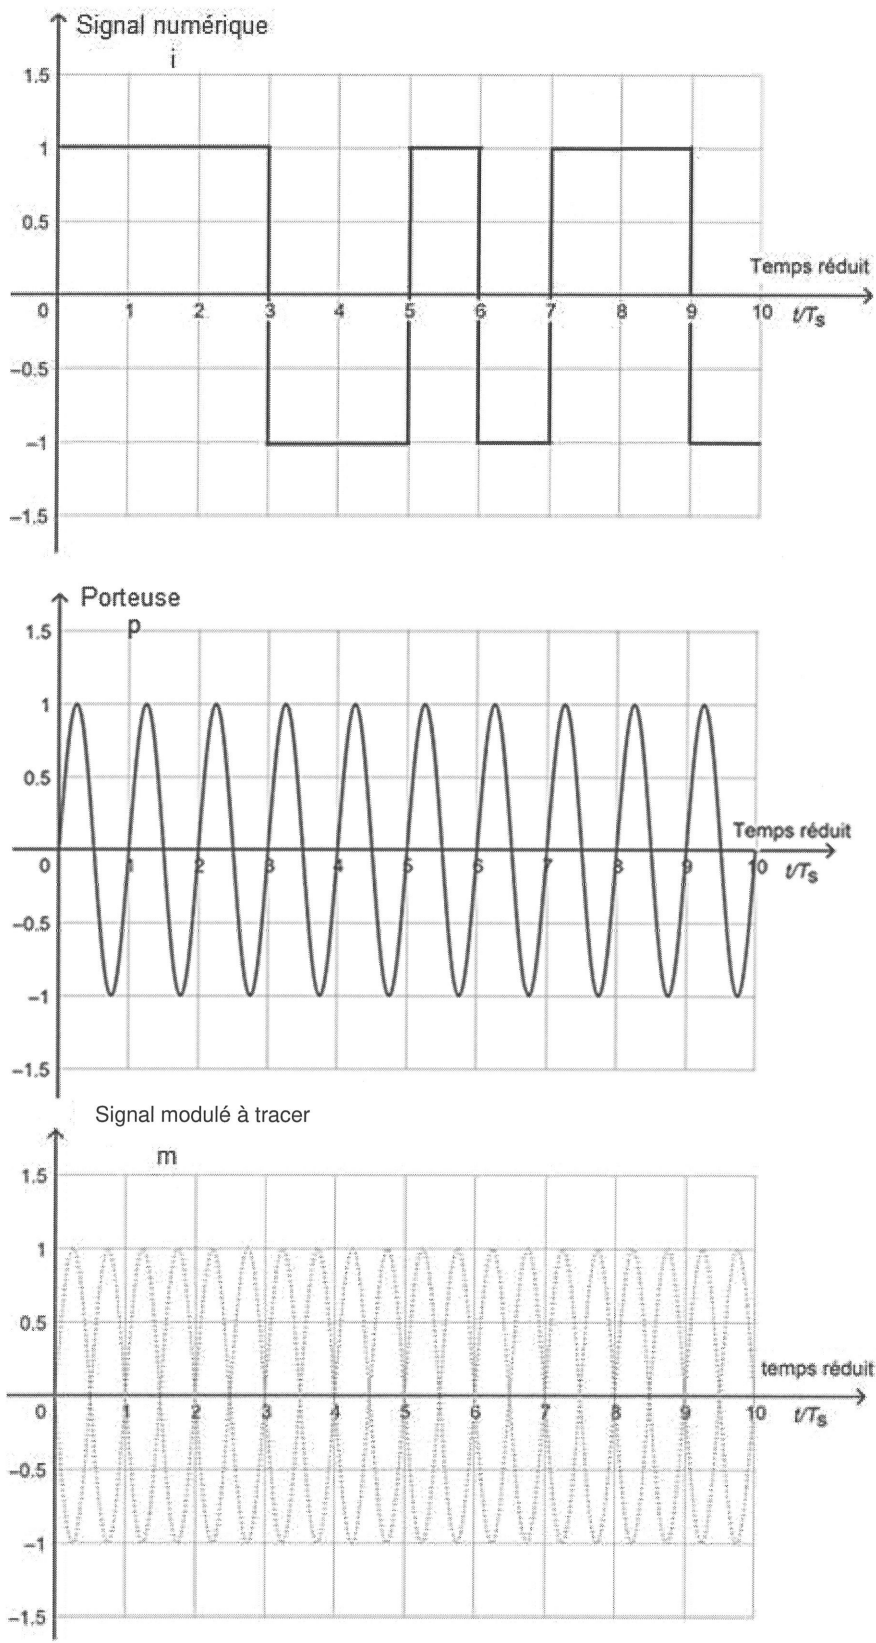 Signal numérique
i
1.5
1
0.5
Temps réduit
0 1 2 3 4 5 6 7 8 9 10 t/Ts
−0.5
−1
−1.5
Porteuse
p
1.5
1
0.5
Temps réduit
0 1 2 3 4 5 6 7 8 9 10 t/Ts
−0.5
−1
−1.5
Signal modulé à tracer
m
1.5
1
0.5
temps réduit
0 1 2 3 4 5 6 7 8 9 10 t/Ts
−0.5
−1
−1.5